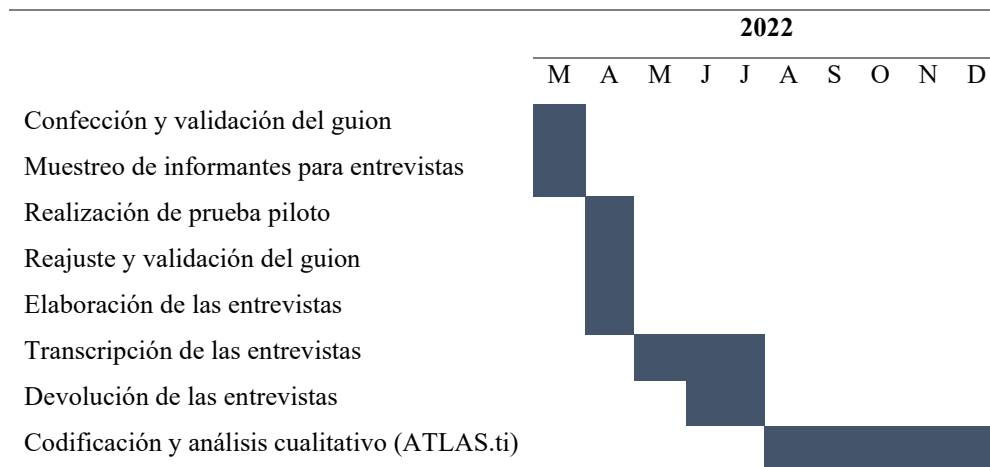 2022
M A M J J A S O N D
Confección y validación del guion
Muestreo de informantes para entrevistas
Realización de prueba piloto
Reajuste y validación del guion
Elaboración de las entrevistas
Transcripción de las entrevistas
Devolución de las entrevistas
Codificación y análisis cualitativo (ATLAS.ti)